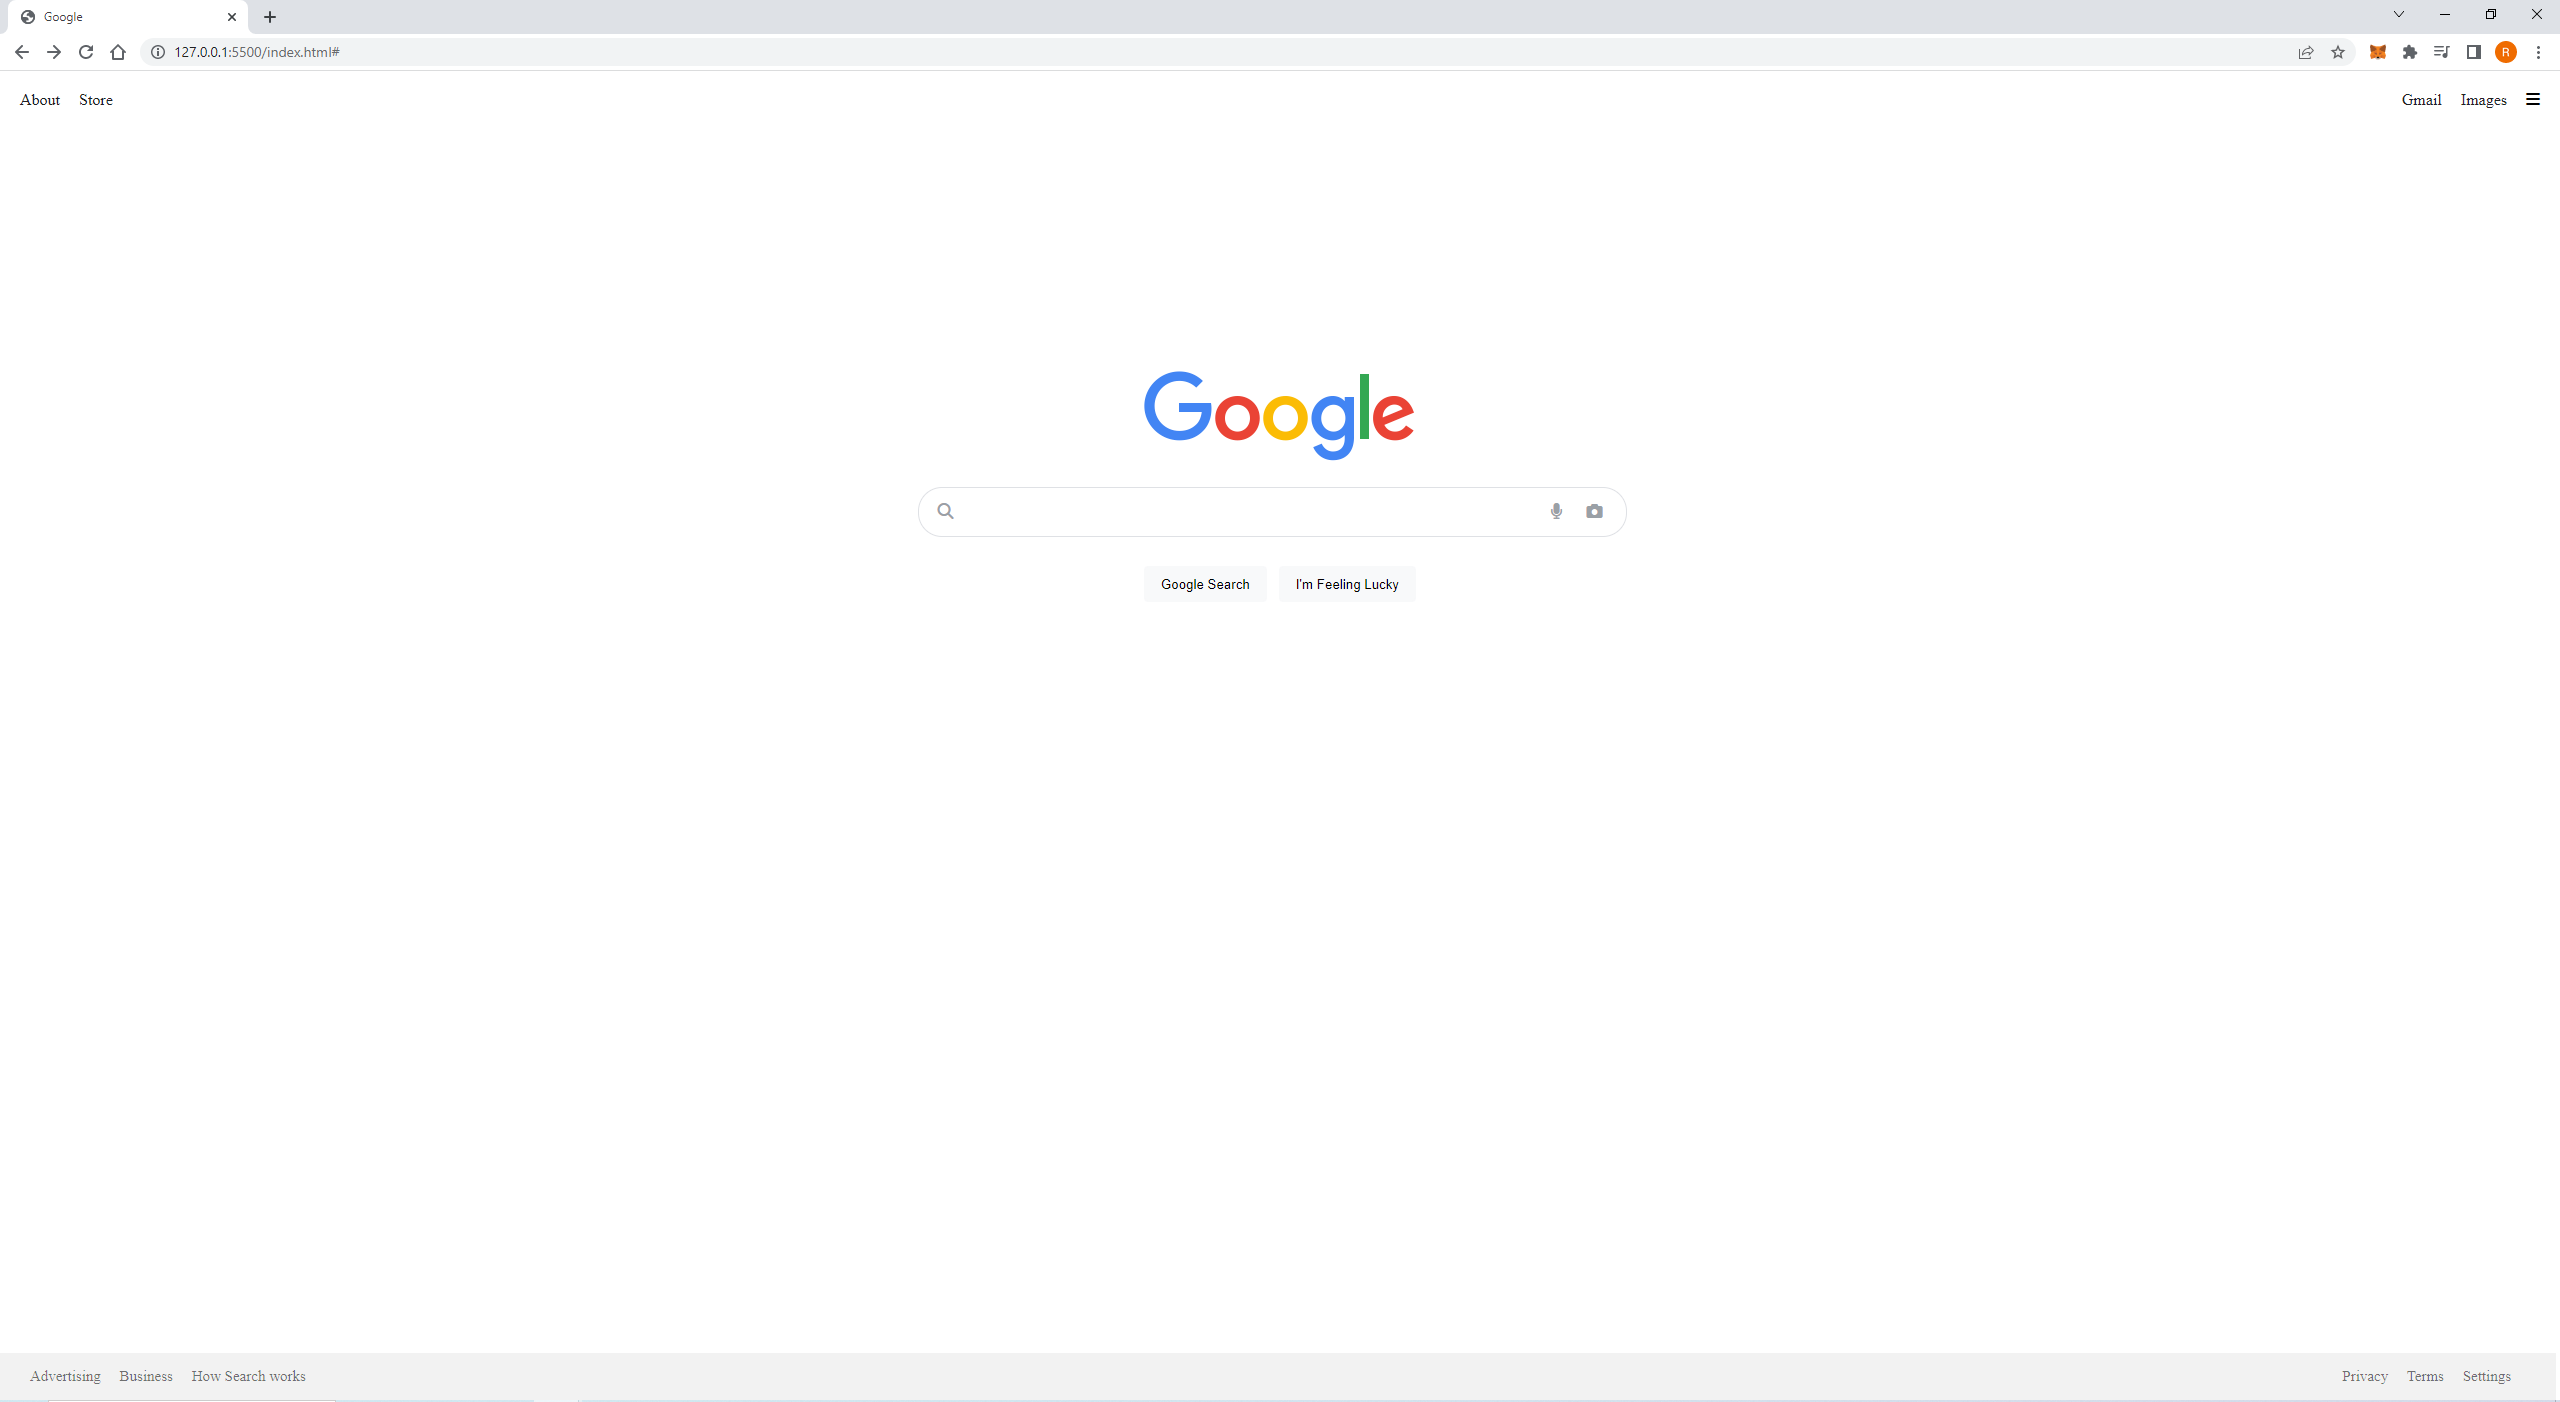 Google
127.0.0.1:5500/index.html#
R
About Store Gmail Images
Google
Google Search I'm Feeling Lucky
Advertising Business How Search works Privacy Terms Settings